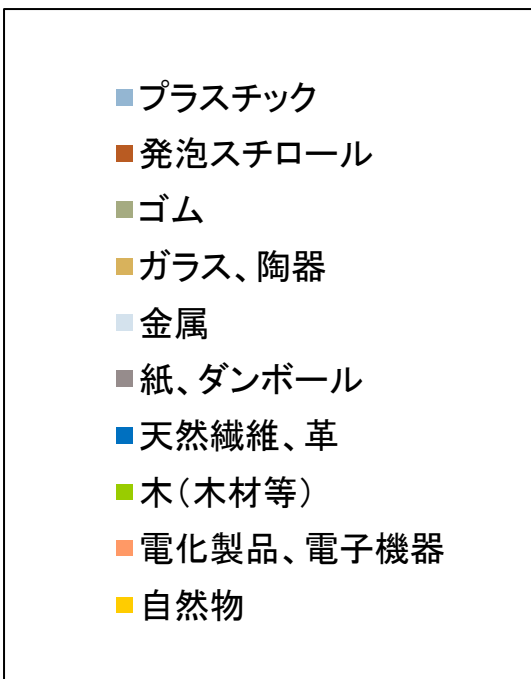 プラスチック
発泡スチロール
ゴム
ガラス、陶器
金属
紙、ダンボール
天然繊維、革
木(木材等)
電化製品、電子機器
自然物